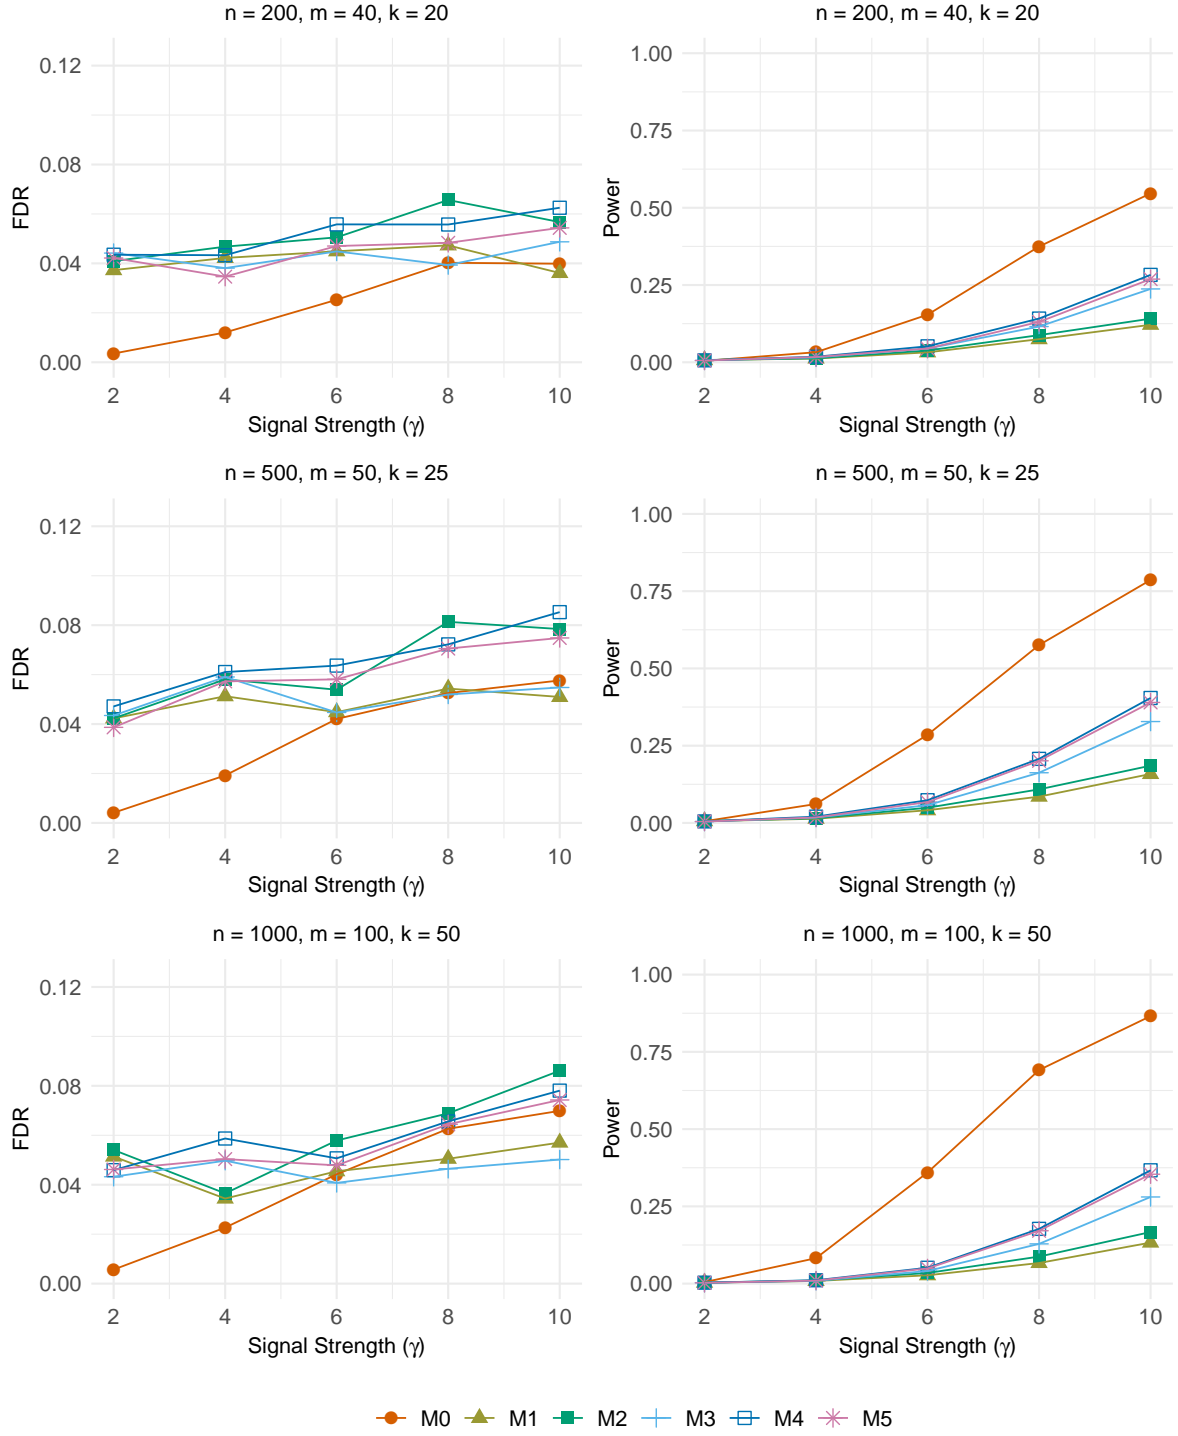 n = 200, m = 40, k = 20
FDR
0.12
0.08
0.04
0.00
2 4 6 8 10
Signal Strength (γ)
n = 200, m = 40, k = 20
Power
1.00
0.75
0.50
0.25
0.00
2 4 6 8 10
Signal Strength (γ)
n = 500, m = 50, k = 25
FDR
0.12
0.08
0.04
0.00
2 4 6 8 10
Signal Strength (γ)
n = 500, m = 50, k = 25
Power
1.00
0.75
0.50
0.25
0.00
2 4 6 8 10
Signal Strength (γ)
n = 1000, m = 100, k = 50
FDR
0.12
0.08
0.04
0.00
2 4 6 8 10
Signal Strength (γ)
n = 1000, m = 100, k = 50
Power
1.00
0.75
0.50
0.25
0.00
2 4 6 8 10
Signal Strength (γ)
M0 M1 M2 M3 M4 M5